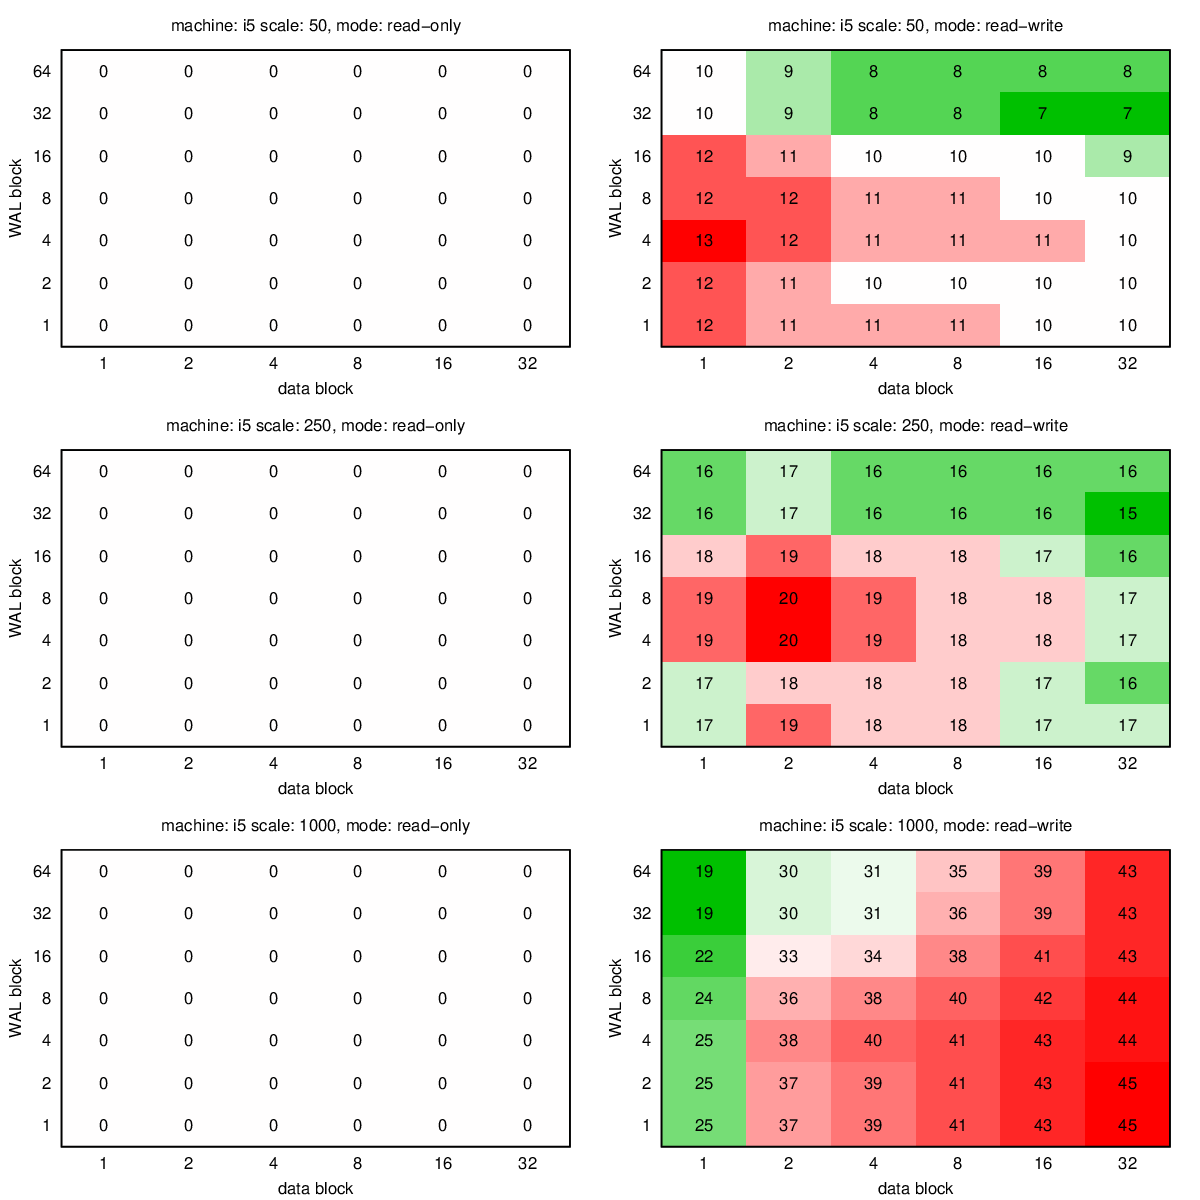 machine: i5 scale: 50, mode: read−only
64 0 0 0 0 0 0
32 0 0 0 0 0 0
16 0 0 0 0 0 0
8 0 0 0 0 0 0
4 0 0 0 0 0 0
2 0 0 0 0 0 0
1 0 0 0 0 0 0
WAL block
1 2 4 8 16 32
data block
machine: i5 scale: 50, mode: read−write
64 10 9 8 8 8 8
32 10 9 8 8 7 7
16 12 11 10 10 10 9
8 12 12 11 11 10 10
4 13 12 11 11 11 10
2 12 11 10 10 10 10
1 12 11 11 11 10 10
WAL block
1 2 4 8 16 32
data block
machine: i5 scale: 250, mode: read−only
64 0 0 0 0 0 0
32 0 0 0 0 0 0
16 0 0 0 0 0 0
8 0 0 0 0 0 0
4 0 0 0 0 0 0
2 0 0 0 0 0 0
1 0 0 0 0 0 0
WAL block
1 2 4 8 16 32
data block
machine: i5 scale: 250, mode: read−write
64 16 17 16 16 16 16
32 16 17 16 16 16 15
16 18 19 18 18 17 16
8 19 20 19 18 18 17
4 19 20 19 18 18 17
2 17 18 18 18 17 16
1 17 19 18 18 17 17
WAL block
1 2 4 8 16 32
data block
machine: i5 scale: 1000, mode: read−only
64 0 0 0 0 0 0
32 0 0 0 0 0 0
16 0 0 0 0 0 0
8 0 0 0 0 0 0
4 0 0 0 0 0 0
2 0 0 0 0 0 0
1 0 0 0 0 0 0
WAL block
1 2 4 8 16 32
data block
machine: i5 scale: 1000, mode: read−write
64 19 30 31 35 39 43
32 19 30 31 36 39 43
16 22 33 34 38 41 43
8 24 36 38 40 42 44
4 25 38 40 41 43 44
2 25 37 39 41 43 45
1 25 37 39 41 43 45
WAL block
1 2 4 8 16 32
data block